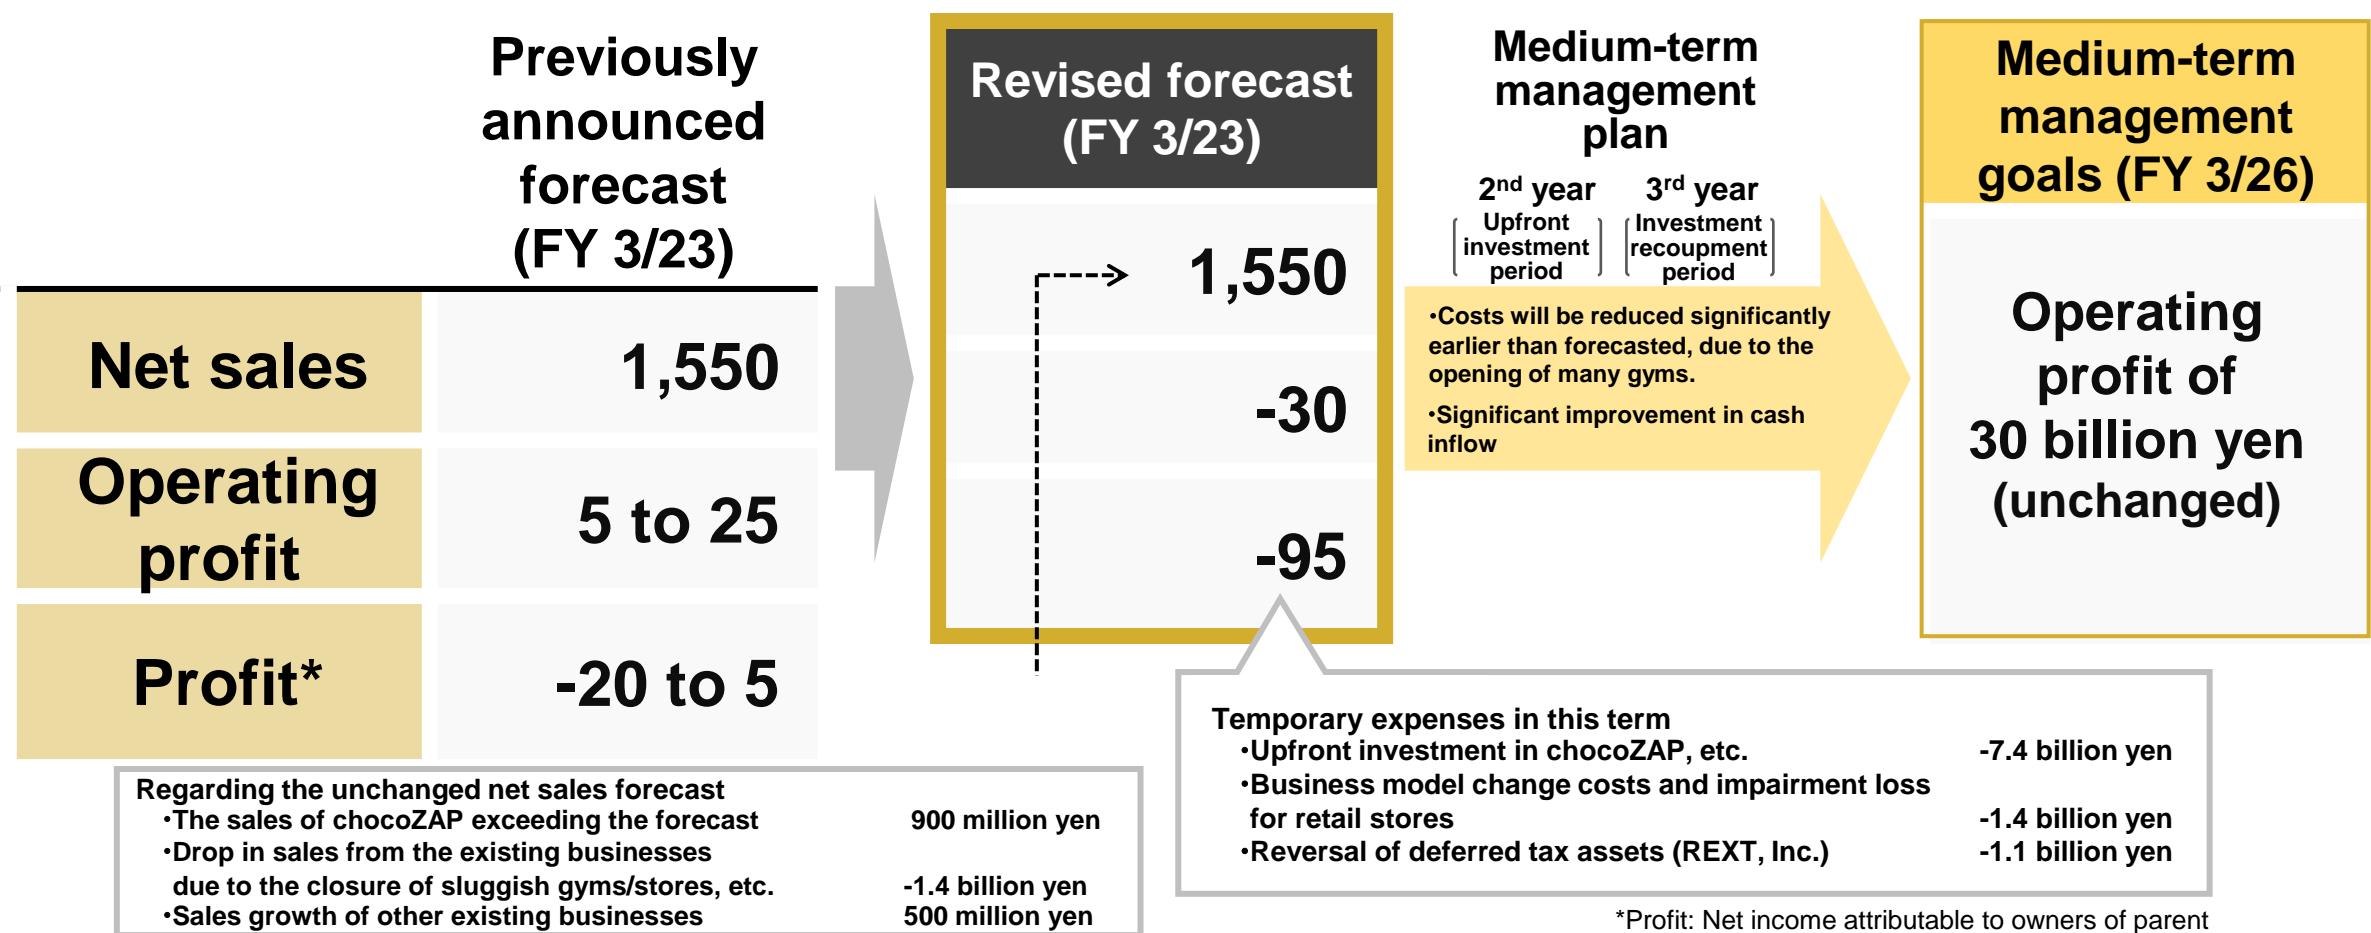 Previously
announced
forecast
(FY 3/23)
Net sales
1,550
Operating
profit
5 to 25
Profit*
-20 to 5
Revised forecast
(FY 3/23)
1,550
-30
-95
Medium-term
management
plan
2nd year
Upfront
investment
period
3rd year
Investment
recoupment
period
・Costs will be reduced significantly
earlier than forecasted, due to the
opening of many gyms.
・Significant improvement in cash
inflow
Medium-term
management
goals (FY 3/26)
Operating
profit of
30 billion yen
(unchanged)
Regarding the unchanged net sales forecast
・The sales of chocoZAP exceeding the forecast 900 million yen
・Drop in sales from the existing businesses
due to the closure of sluggish gyms/stores, etc. -1.4 billion yen
・Sales growth of other existing businesses 500 million yen
Temporary expenses in this term
・Upfront investment in chocoZAP, etc. -7.4 billion yen
・Business model change costs and impairment loss
for retail stores -1.4 billion yen
・Reversal of deferred tax assets (REXT, Inc.) -1.1 billion yen
*Profit: Net income attributable to owners of parent